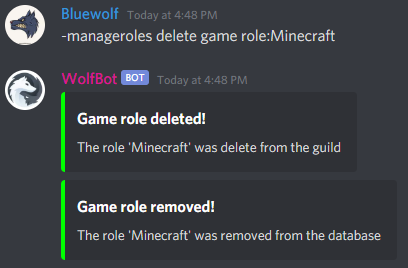 Bluewolf Today at 4:48 PM
-manageroles delete game role:Minecraft
WolfBot BOT Today at 4:48 PM
Game role deleted!
The role 'Minecraft' was delete from the guild
Game role removed!
The role 'Minecraft' was removed from the database